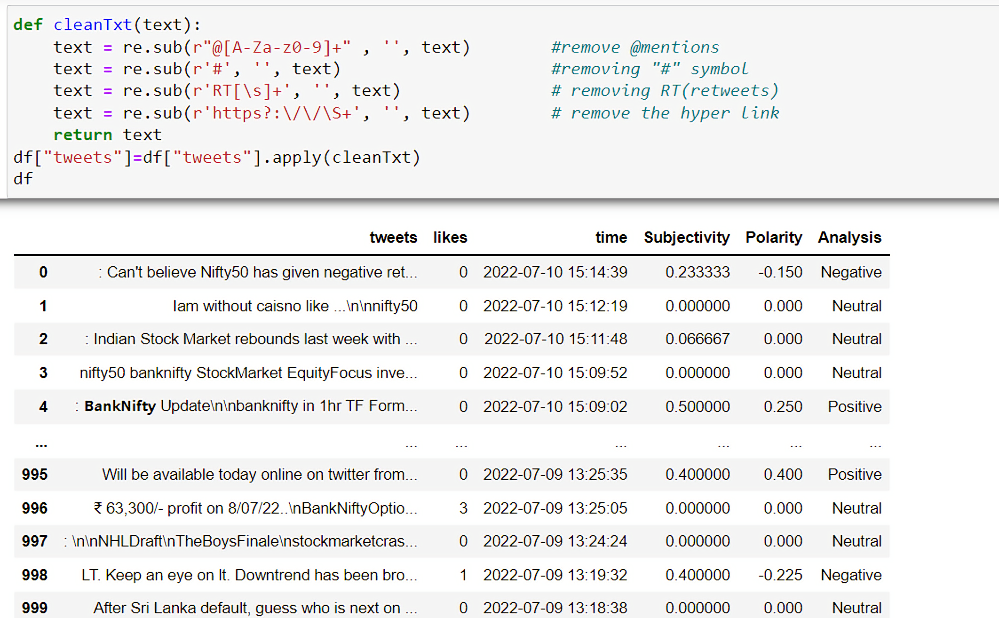 def cleanTxt(text):
text = re.sub(r"@[A-Za-z0-9]+" , '', text) #remove @mentions
text = re.sub(r'#', '', text) #removing "#" symbol
text = re.sub(r'RT[\s]+', '', text) # removing RT(retweets)
text = re.sub(r'https?:\/\/\S+', '', text) # remove the hyper link
return text
df["tweets"]=df["tweets"].apply(cleanTxt)
df
tweets likes time Subjectivity Polarity Analysis
0 : Can't believe Nifty50 has given negative ret... 0 2022-07-10 15:14:39 0.233333 -0.150 Negative
1 Iam without caisno like ...\n\nnifty50 0 2022-07-10 15:12:19 0.000000 0.000 Neutral
2 : Indian Stock Market rebounds last week with ... 0 2022-07-10 15:11:48 0.066667 0.000 Neutral
3 nifty50 banknifty StockMarket EquityFocus inve... 0 2022-07-10 15:09:52 0.000000 0.000 Neutral
4 : BankNifty Update\n\nbanknifty in 1hr TF Form... 0 2022-07-10 15:09:02 0.500000 0.250 Positive
... ... ... ... ... ... ...
995 Will be available today online on twitter from... 0 2022-07-09 13:25:35 0.400000 0.400 Positive
996 ₹ 63,300/- profit on 8/07/22..\nBankNiftyOptio... 3 2022-07-09 13:25:05 0.000000 0.000 Neutral
997 : \n\nNHLDraft\nTheBoysFinale\nstockmarketcras... 0 2022-07-09 13:24:24 0.000000 0.000 Neutral
998 LT. Keep an eye on lt. Downtrend has been bro... 1 2022-07-09 13:19:32 0.400000 -0.225 Negative
999 After Sri Lanka default, guess who is next on ... 0 2022-07-09 13:18:38 0.000000 0.000 Neutral